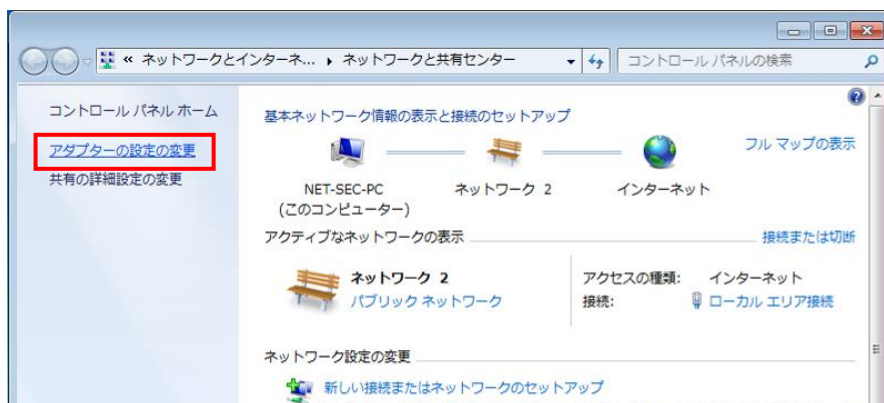 « ネットワークとインターネ... ▸ ネットワークと共有センター
コントロール パネルの検索
コントロール パネル ホーム
アダプターの設定の変更
共有の詳細設定の変更
基本ネットワーク情報の表示と接続のセットアップ
フル マップの表示
NET-SEC-PC
(このコンピューター)
ネットワーク 2
インターネット
アクティブなネットワークの表示
接続または切断
ネットワーク 2
パブリック ネットワーク
アクセスの種類: インターネット
接続: ローカル エリア接続
ネットワーク設定の変更
新しい接続またはネットワークのセットアップ